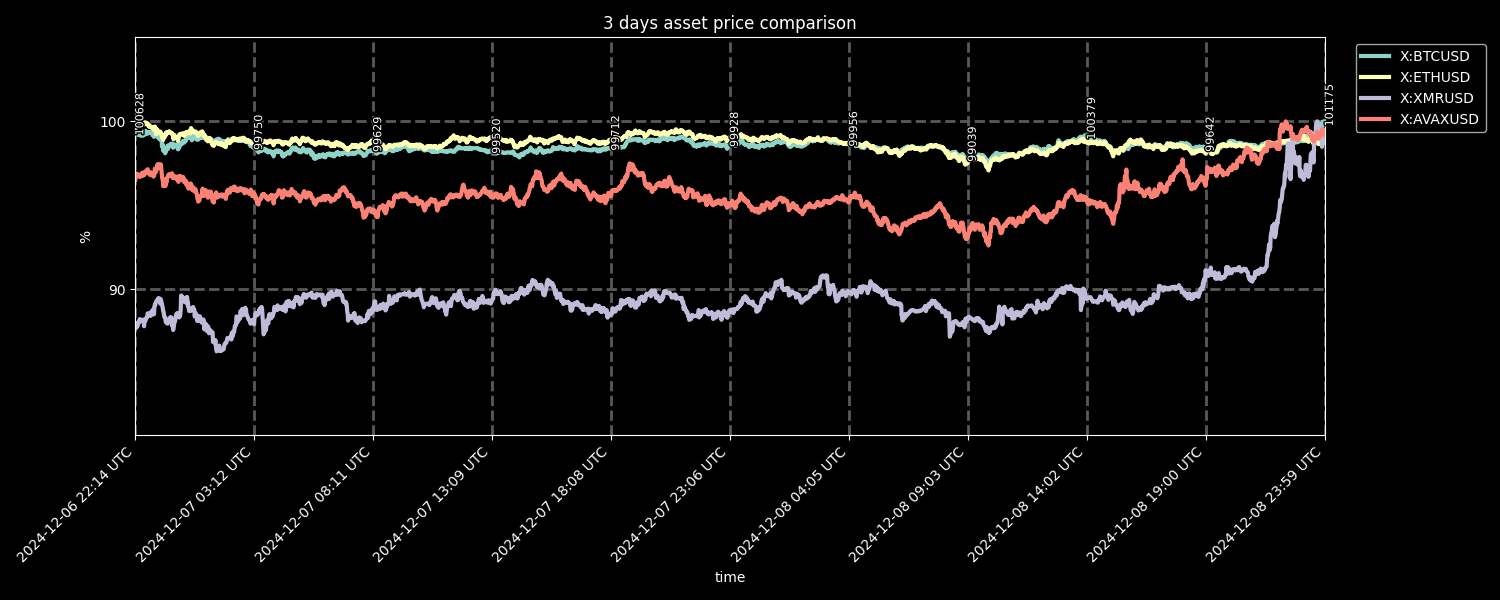 3 days asset price comparison
X:BTCUSD
X:ETHUSD
X:XMRUSD
X:AVAXUSD
100
90
%
100628
99750
99629
99520
99712
99928
99956
99039
100379
99642
101175
2024-12-06 22:14 UTC
2024-12-07 03:12 UTC
2024-12-07 08:11 UTC
2024-12-07 13:09 UTC
2024-12-07 18:08 UTC
2024-12-07 23:06 UTC
2024-12-08 04:05 UTC
2024-12-08 09:03 UTC
2024-12-08 14:02 UTC
2024-12-08 19:00 UTC
2024-12-08 23:59 UTC
time